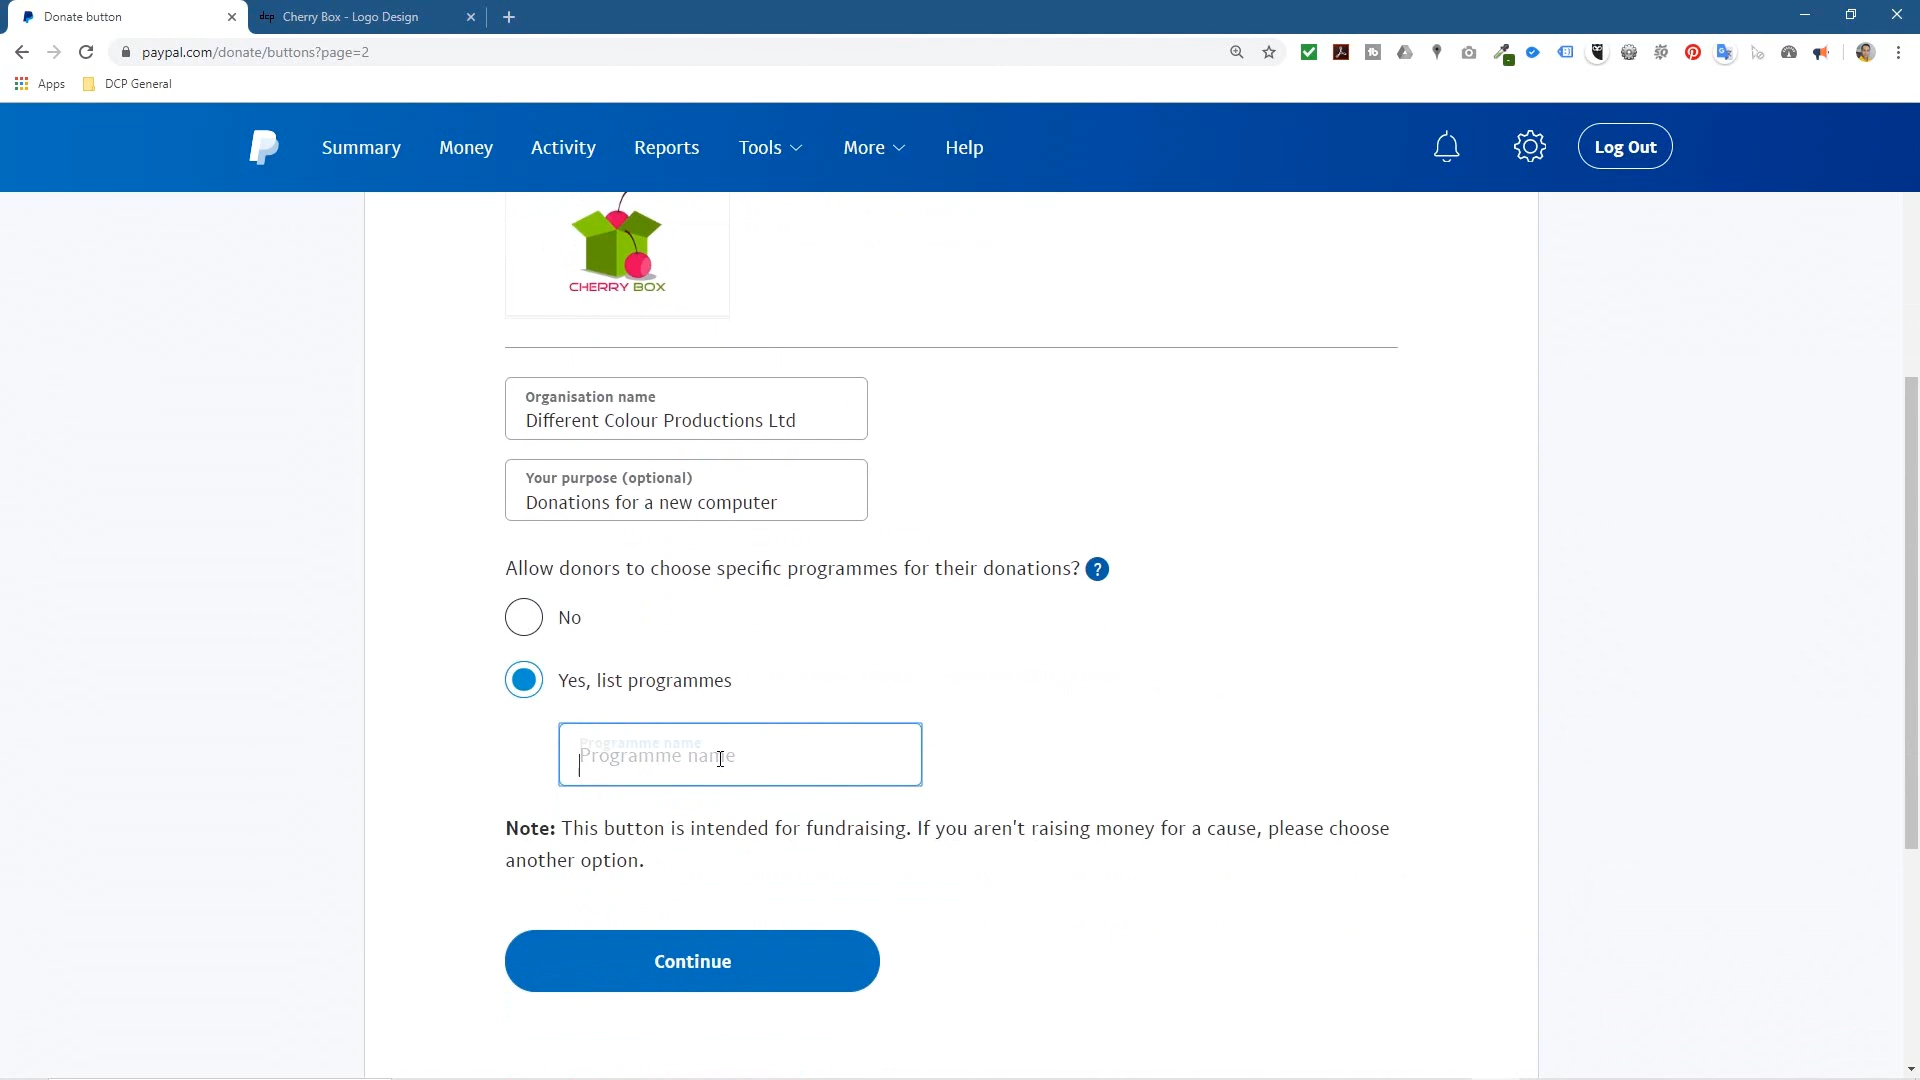 Donate button
dcp Cherry Box - Logo Design
paypal.com/donate/buttons?page=2
Apps
DCP General
Summary
Money
Activity
Reports
Tools
More
Help
Log Out
CHERRY BOX
Organisation name
Different Colour Productions Ltd
Your purpose (optional)
Donations for a new computer
Allow donors to choose specific programmes for their donations? ?
No
Yes, list programmes
Programme name
Programme name
Note: This button is intended for fundraising. If you aren't raising money for a cause, please choose
another option.
Continue